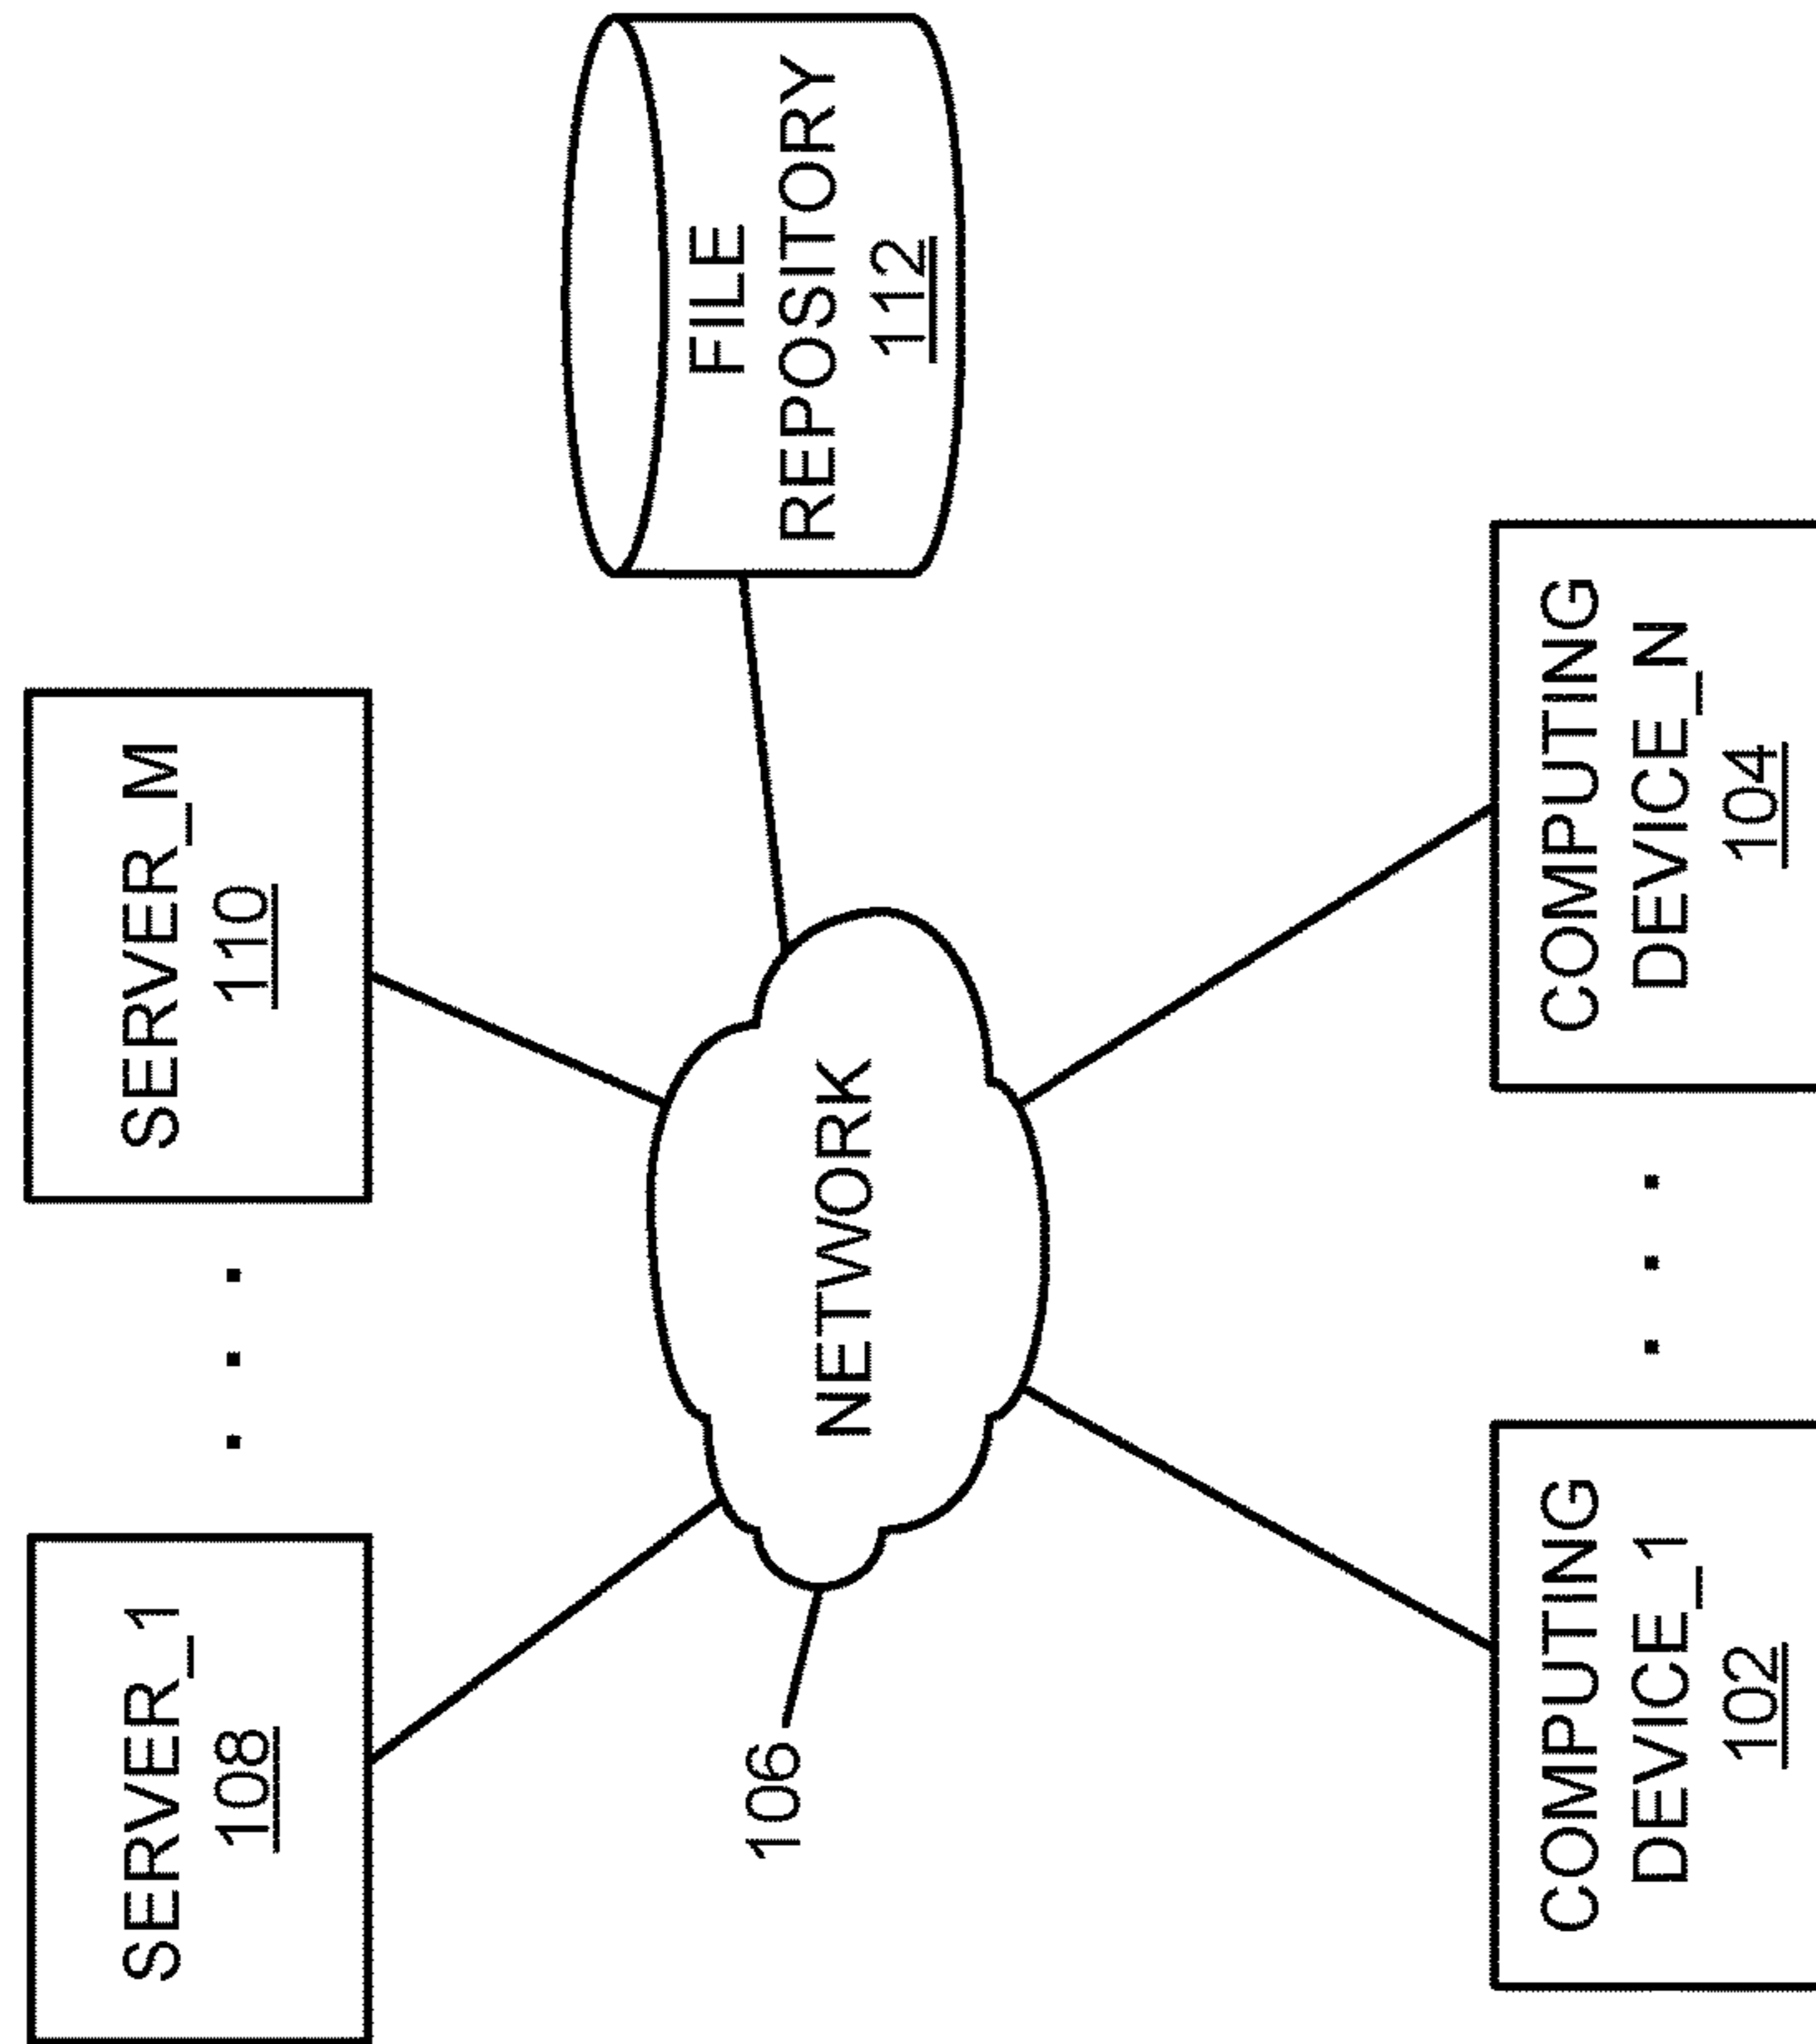 SERVER_1
108
SERVER_M
110
FILE
REPOSITORY
112
NETWORK
106
COMPUTING
DEVICE_1
102
COMPUTING
DEVICE_N
104